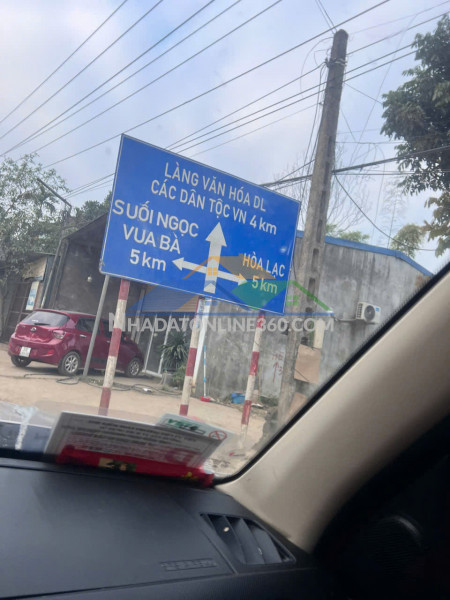 LÀNG VĂN HÓA DL
CÁC DÂN TỘC VN 4 km
SUỐI NGỌC
VUA BÀ
5 km
HÒA LẠC
5 km
NHADATONLINE360.COM